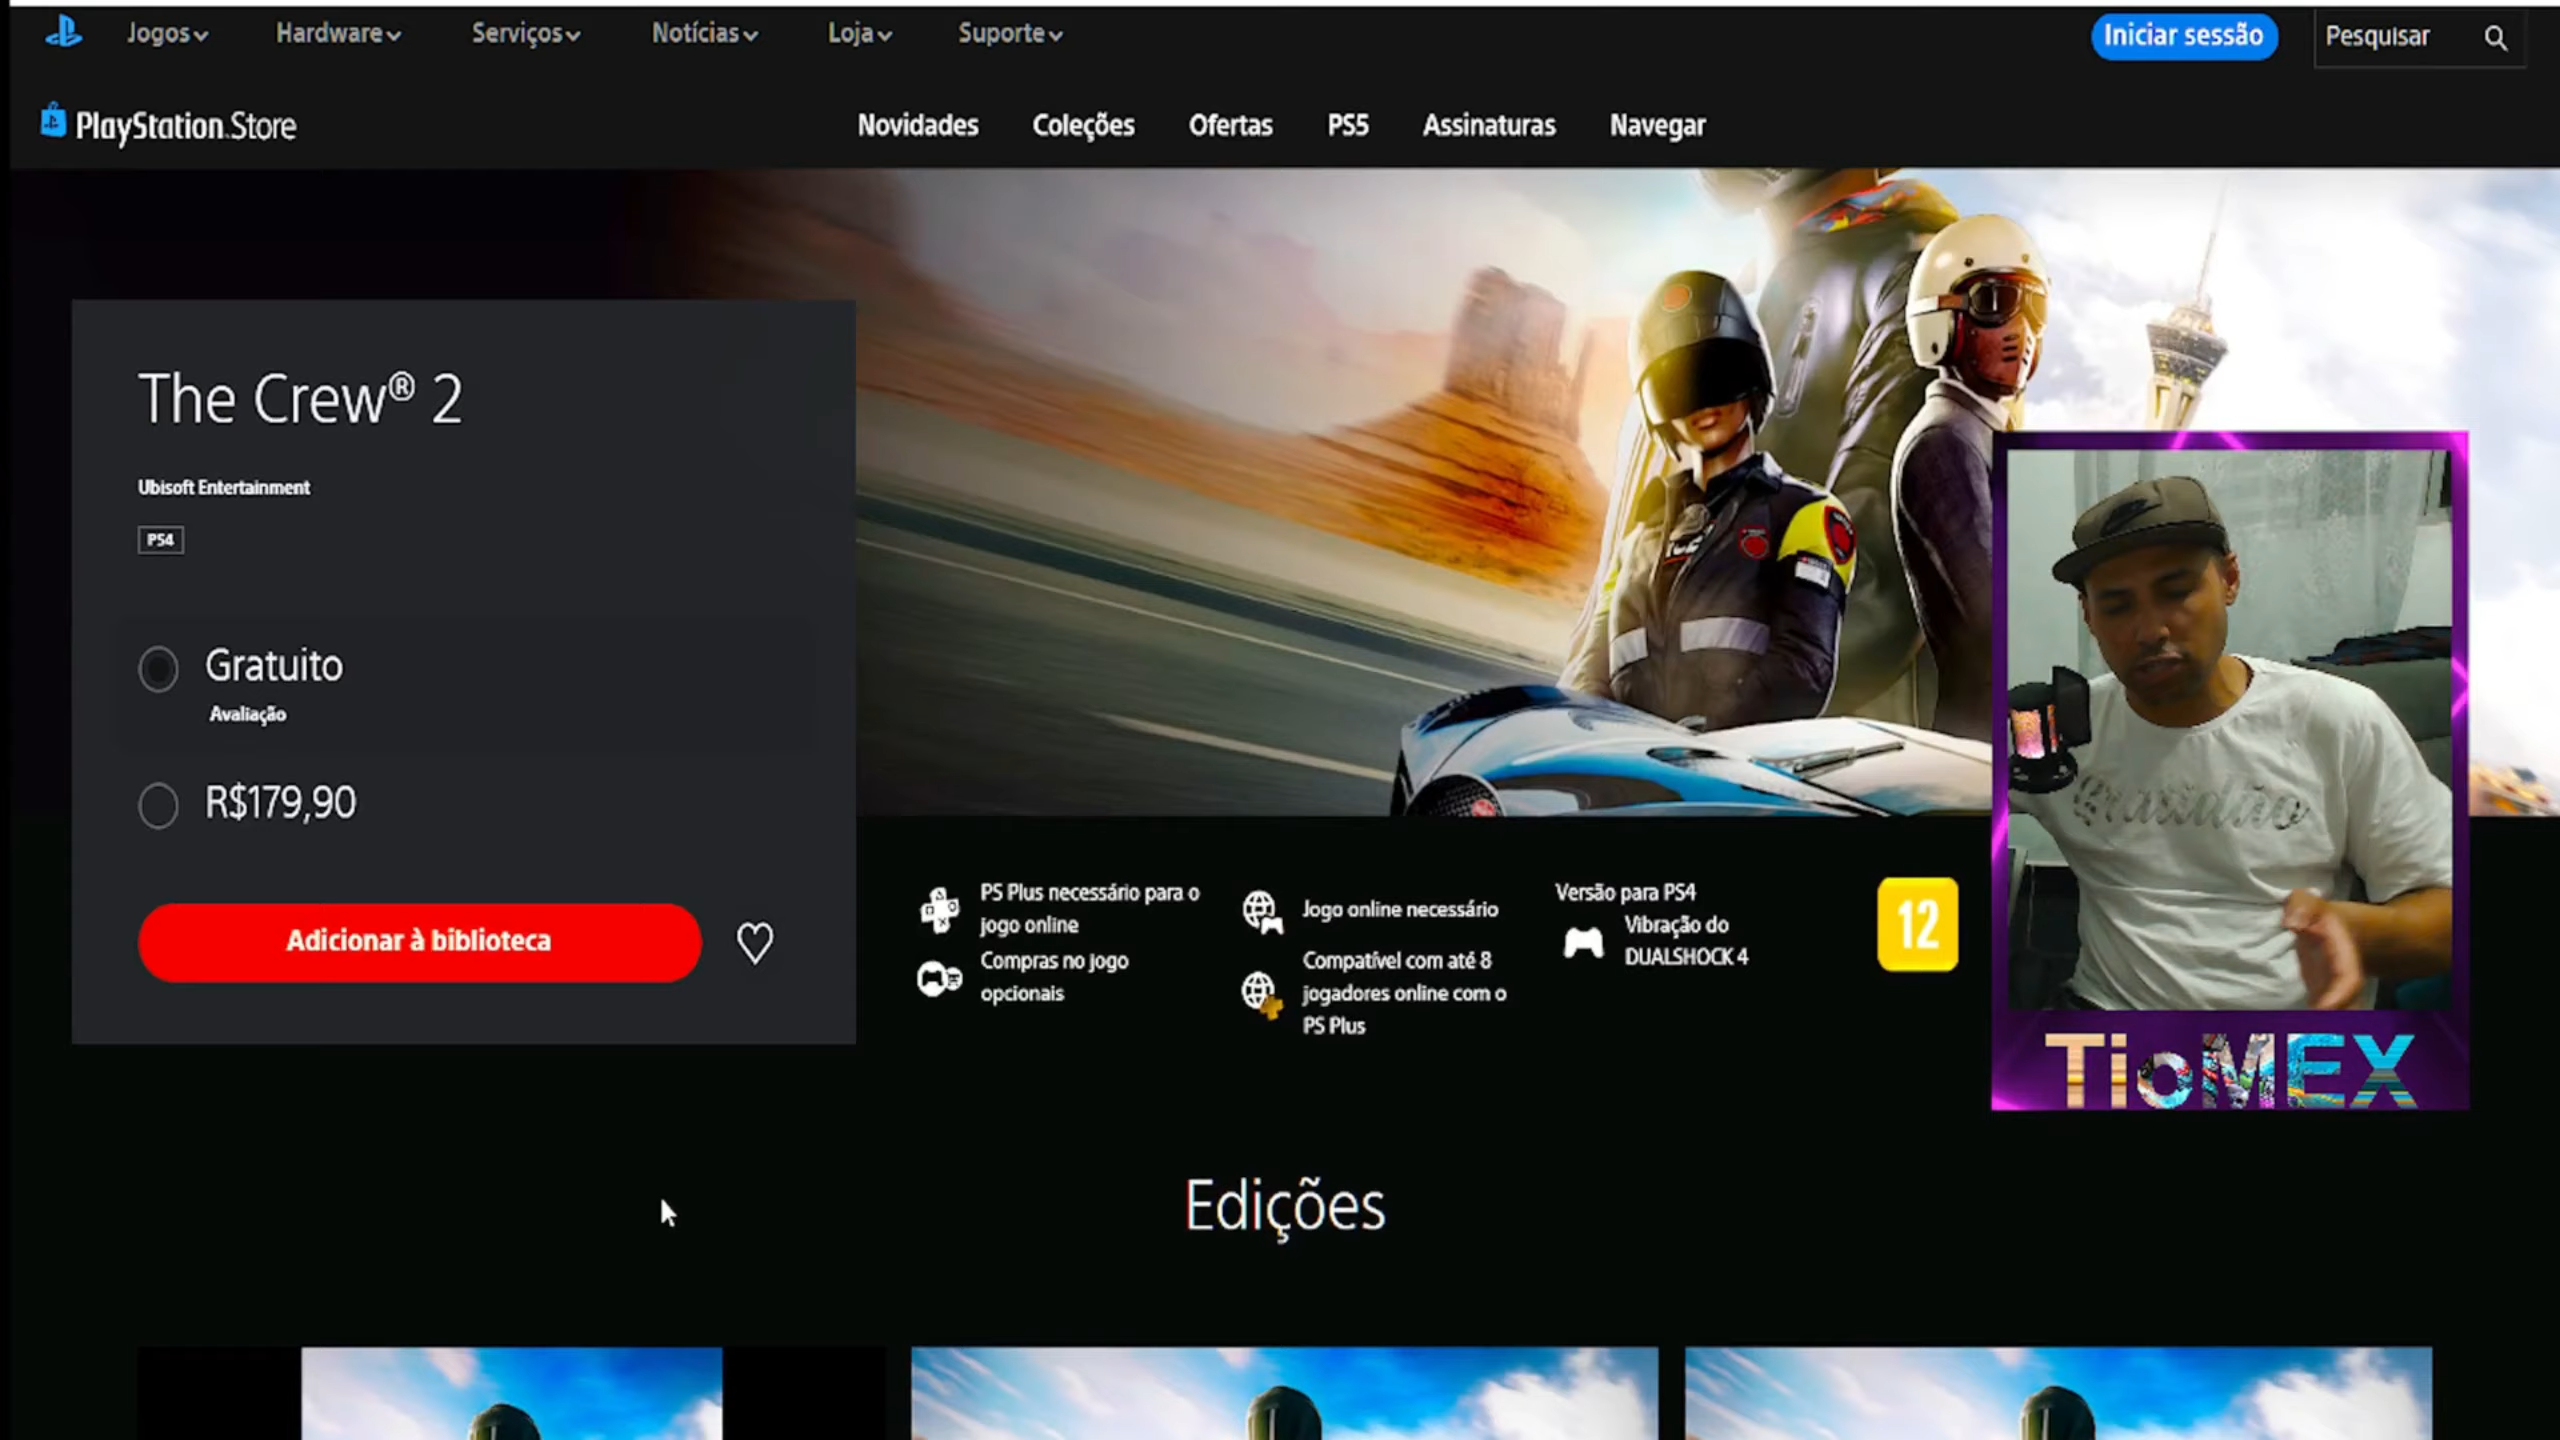 Jogos
Hardware
Serviços
Notícias
Loja
Suporte
Iniciar sessão
Pesquisar
PlayStation.Store
Novidades
Coleções
Ofertas
PS5
Assinaturas
Navegar
The Crew® 2
Ubisoft Entertainment
PS4
Gratuito
Avaliação
R$179,90
Adicionar à biblioteca
PS Plus necessário para o
jogo online
Compras no jogo
opcionais
Jogo online necessário
Compatível com até 8
jogadores online com o
PS Plus
Versão para PS4
Vibração do
DUALSHOCK 4
12
Gratidão
TioMEX
Edições